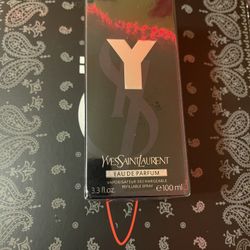 Y
YVESSAINTLAURENT
EAU DE PARFUM
VAPORISATEUR RECHARGEABLE
REFILLABLE SPRAY
3.3 fl.oz. ℮100 ml